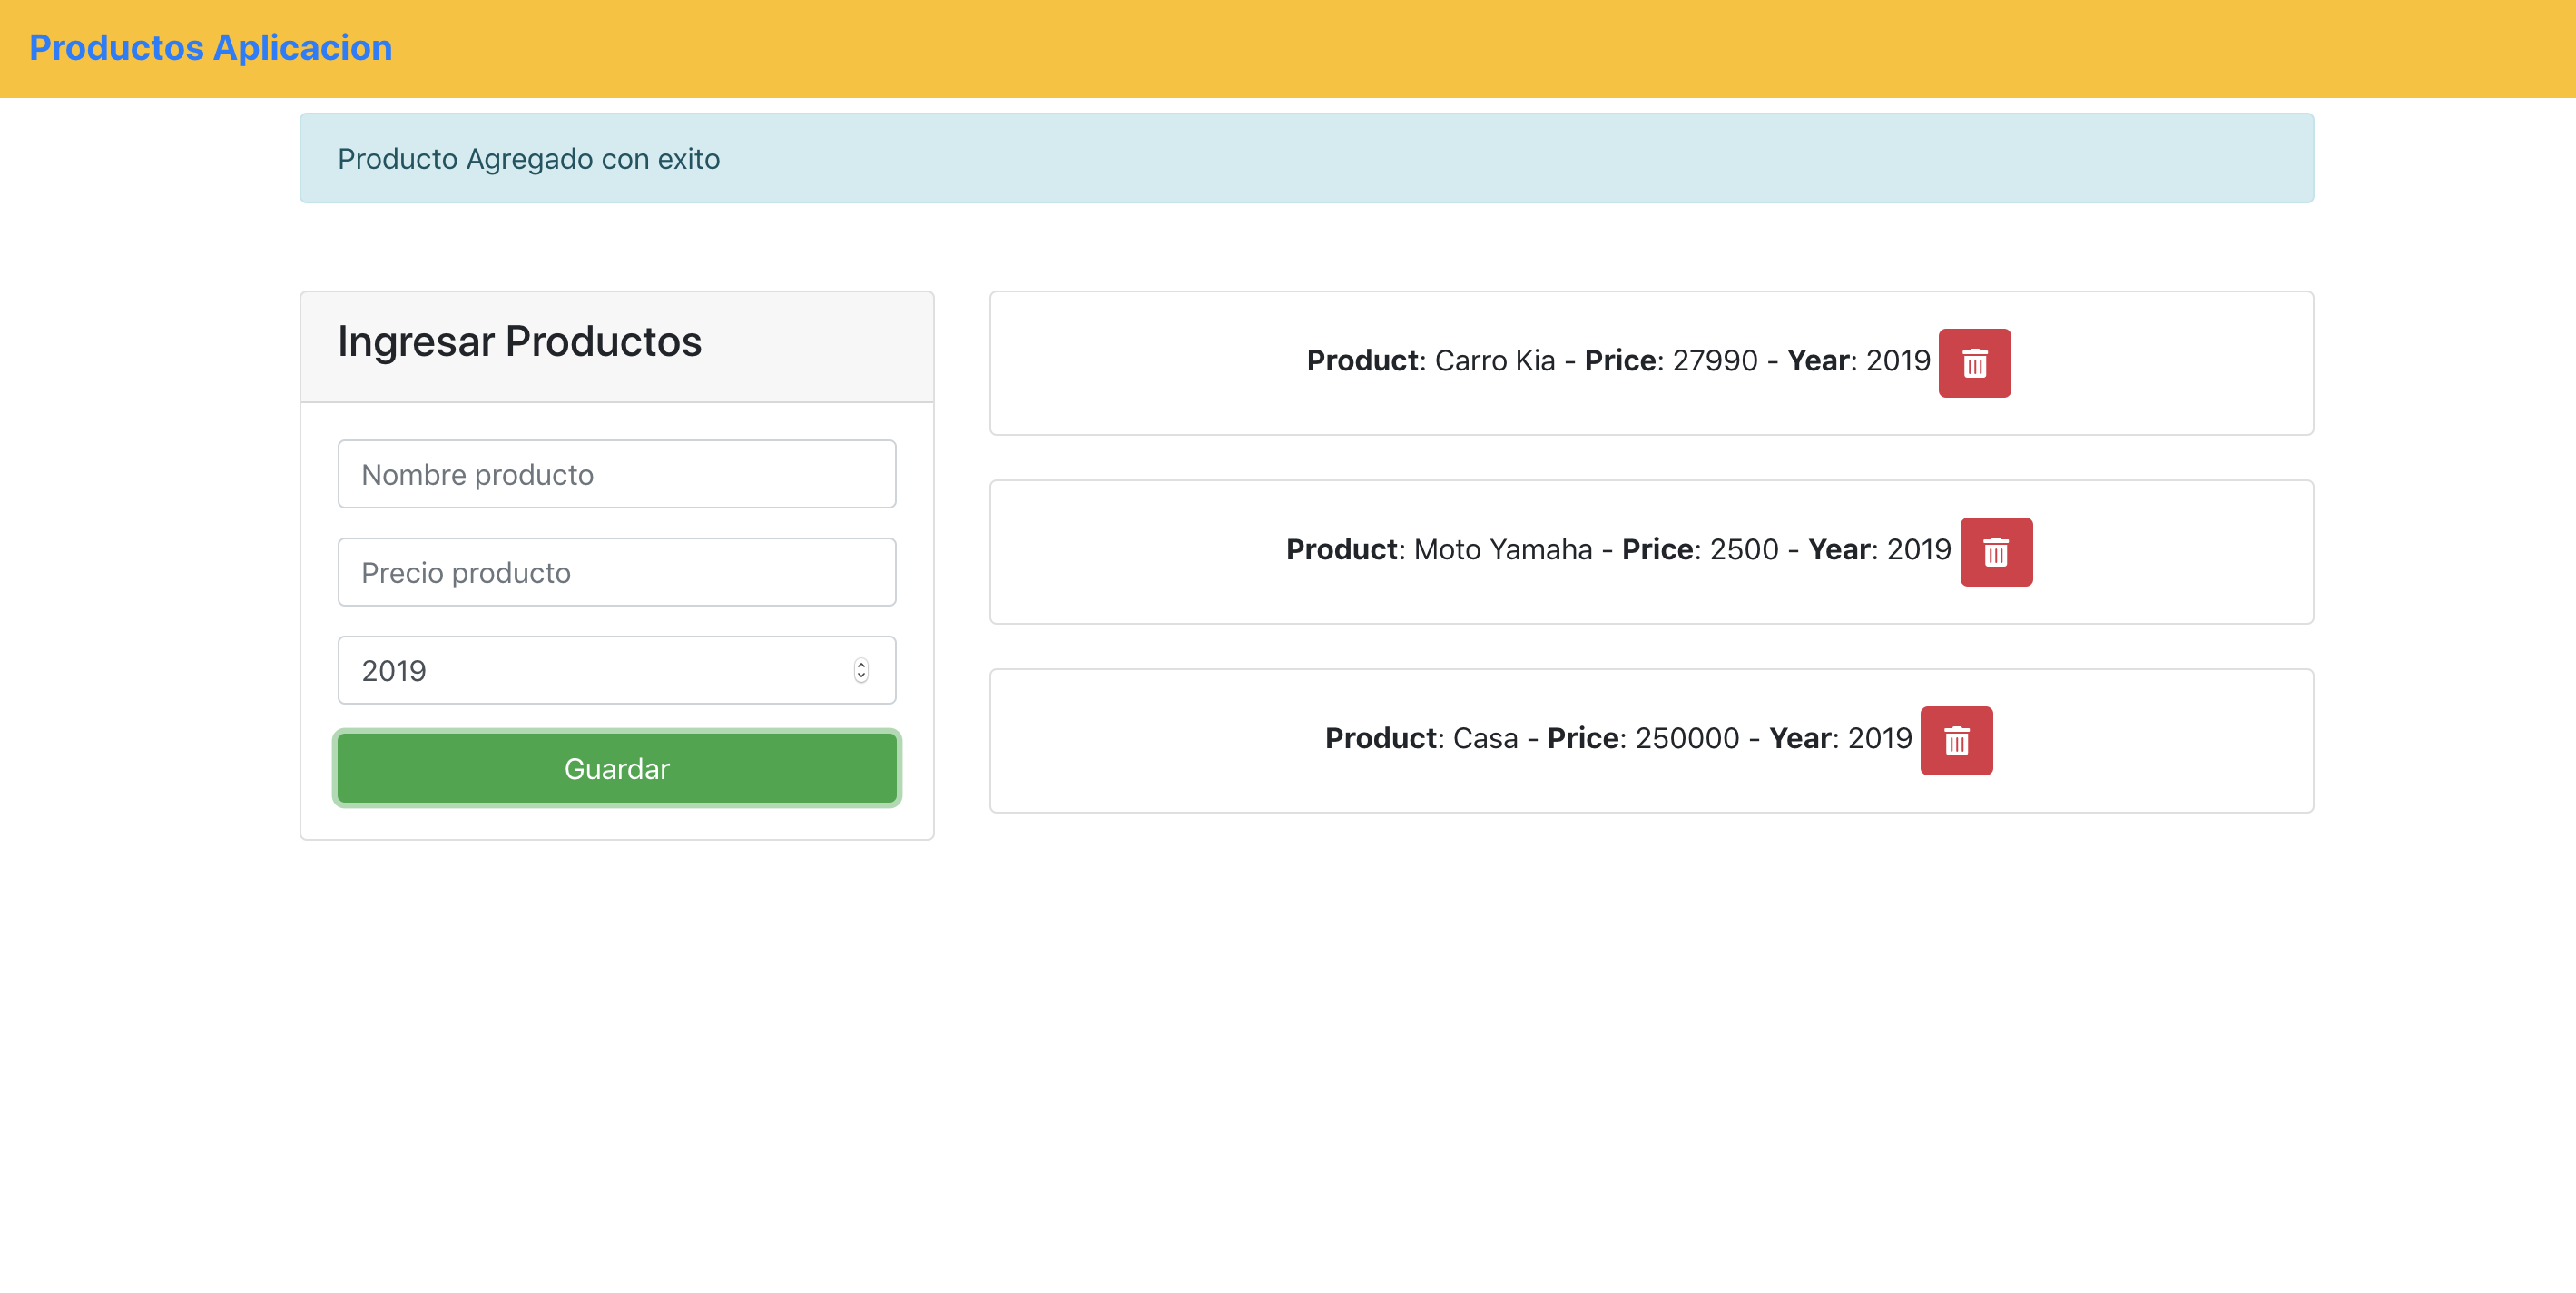 Productos Aplicacion
Producto Agregado con exito
Ingresar Productos
Nombre producto
Precio producto
2019
Guardar
Product: Carro Kia - Price: 27990 - Year: 2019
Product: Moto Yamaha - Price: 2500 - Year: 2019
Product: Casa - Price: 250000 - Year: 2019